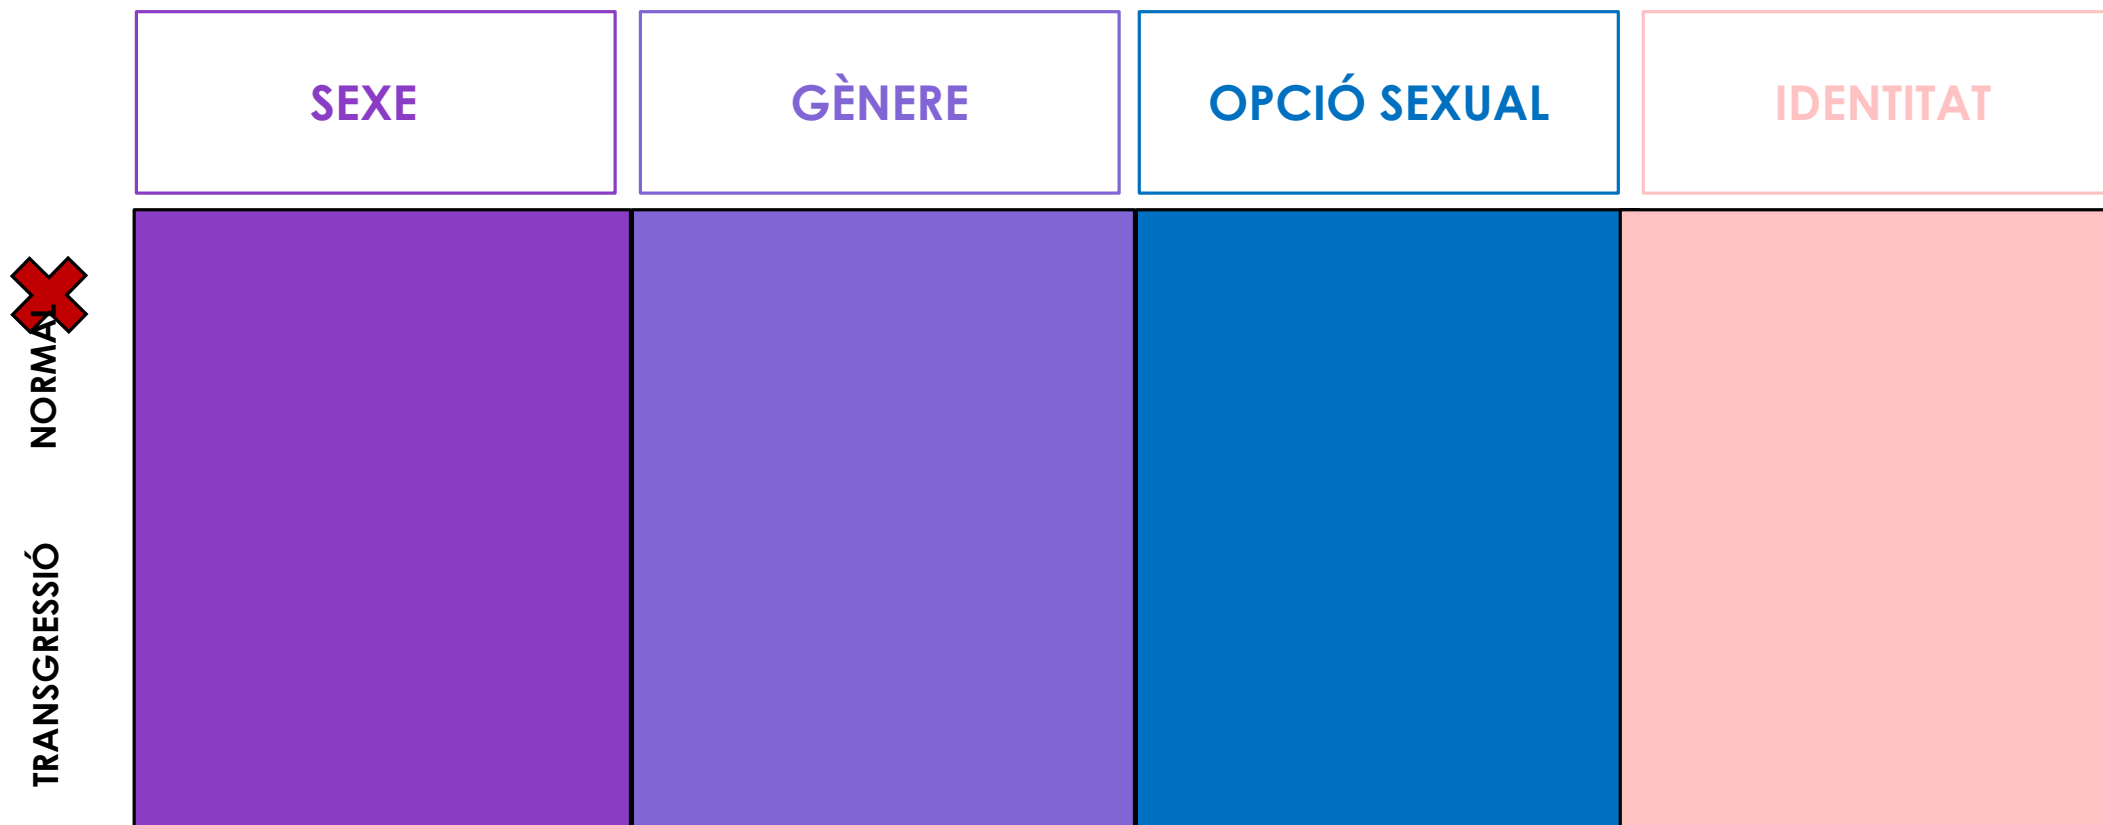 SEXE
GÈNERE
OPCIÓ SEXUAL
IDENTITAT
NORMAL
TRANSGRESSIÓ